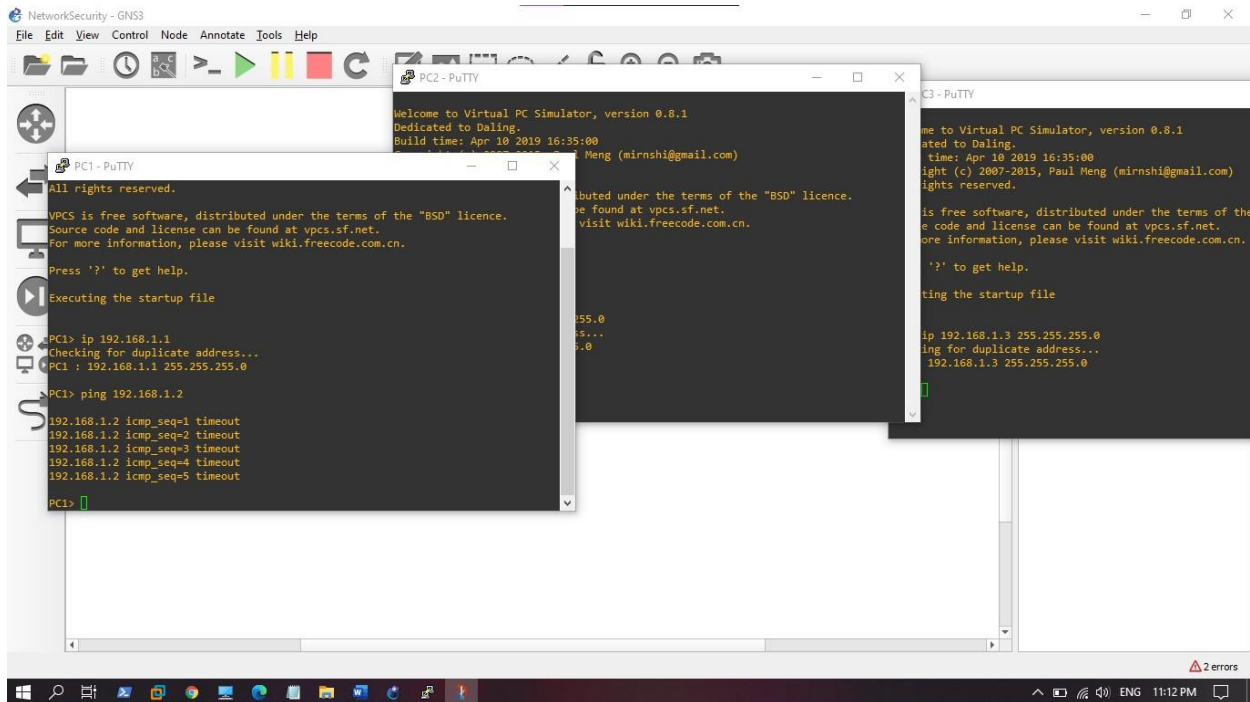 NetworkSecurity - GNS3
File Edit View Control Node Annotate Tools Help
PC2 - PuTTY
Welcome to Virtual PC Simulator, version 0.8.1
Dedicated to Daling.
Build time: Apr 10 2019 16:35:00
Meng (mirnshi@gmail.com)
buted under the terms of the "BSD" licence.
be found at vpcs.sf.net.
visit wiki.freecode.com.cn.
255.0
ss...
5.0
PC1 - PuTTY
All rights reserved.
VPCS is free software, distributed under the terms of the "BSD" licence.
Source code and license can be found at vpcs.sf.net.
For more information, please visit wiki.freecode.com.cn.
Press '?' to get help.
Executing the startup file
PC1> ip 192.168.1.1
Checking for duplicate address...
PC1 : 192.168.1.1 255.255.255.0
PC1> ping 192.168.1.2
192.168.1.2 icmp_seq=1 timeout
192.168.1.2 icmp_seq=2 timeout
192.168.1.2 icmp_seq=3 timeout
192.168.1.2 icmp_seq=4 timeout
192.168.1.2 icmp_seq=5 timeout
PC1>
C3 - PuTTY
me to Virtual PC Simulator, version 0.8.1
ated to Daling.
time: Apr 10 2019 16:35:00
ight (c) 2007-2015, Paul Meng (mirnshi@gmail.com)
ights reserved.
is free software, distributed under the terms of the
e code and license can be found at vpcs.sf.net.
ore information, please visit wiki.freecode.com.cn.
'?' to get help.
ting the startup file
ip 192.168.1.3 255.255.255.0
ing for duplicate address...
192.168.1.3 255.255.255.0
2 errors
ENG 11:12 PM